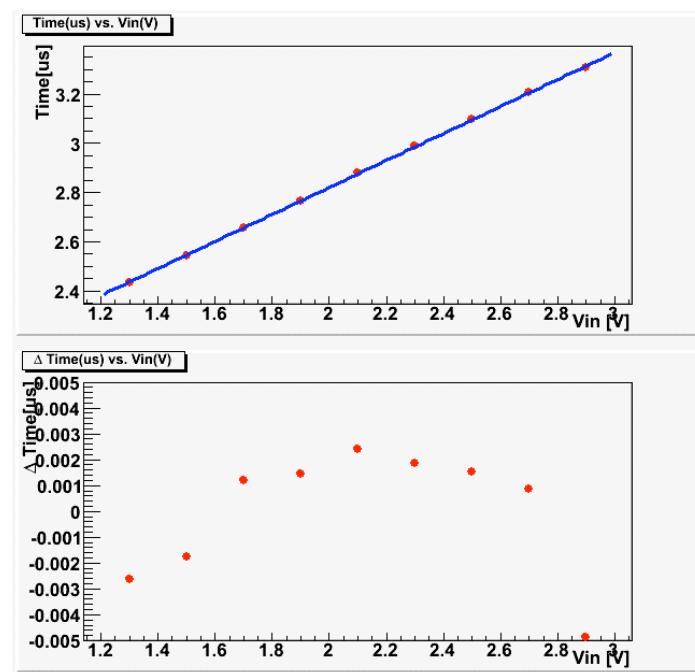 Time(us) vs. Vin(V)
Time[us]
3.2
3
2.8
2.6
2.4
1.2 1.4 1.6 1.8 2 2.2 2.4 2.6 2.8 3
Vin [V]
Δ Time(us) vs. Vin(V)
Δ Time[us]
0.005
0.004
0.003
0.002
0.001
0
-0.001
-0.002
-0.003
-0.004
-0.005
1.2 1.4 1.6 1.8 2 2.2 2.4 2.6 2.8 3
Vin [V]